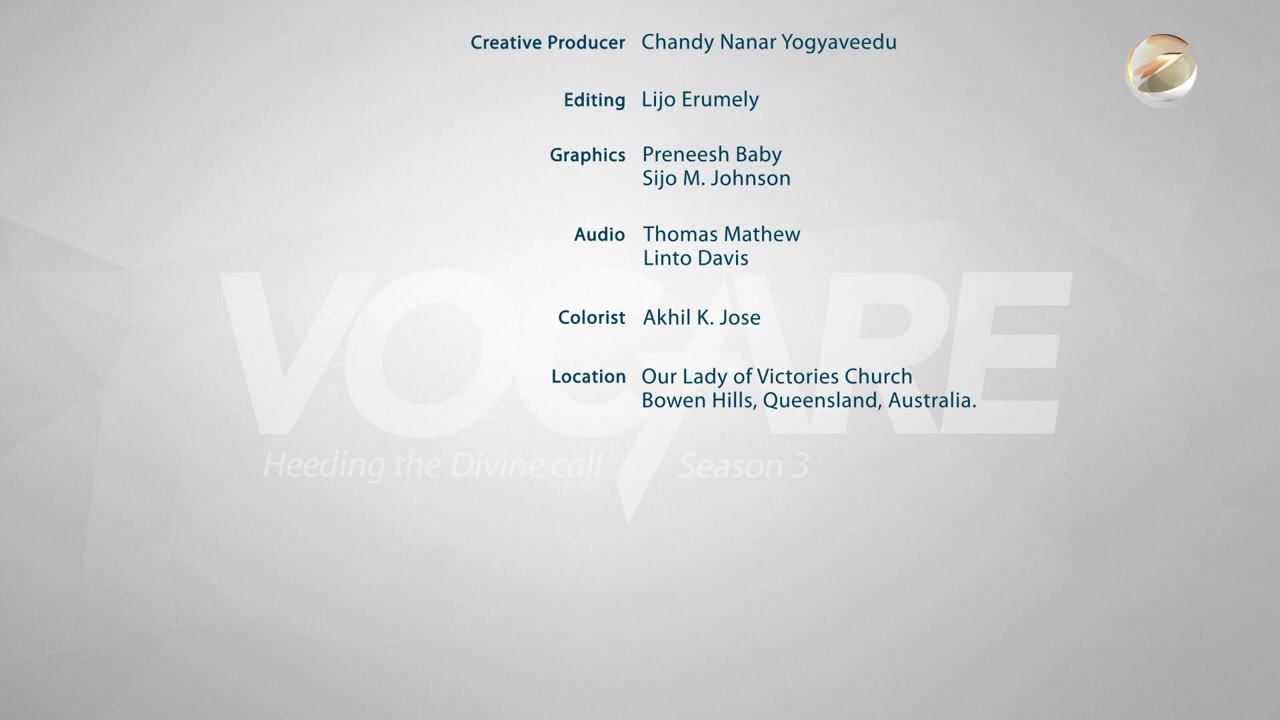 Creative Producer Chandy Nanar Yogyaveedu
Editing Lijo Erumely
Graphics Preneesh Baby
Sijo M. Johnson
Audio Thomas Mathew
Linto Davis
Colorist Akhil K. Jose
Location Our Lady of Victories Church
Bowen Hills, Queensland, Australia.
VOCARE
Heeding the Divine call Season 3